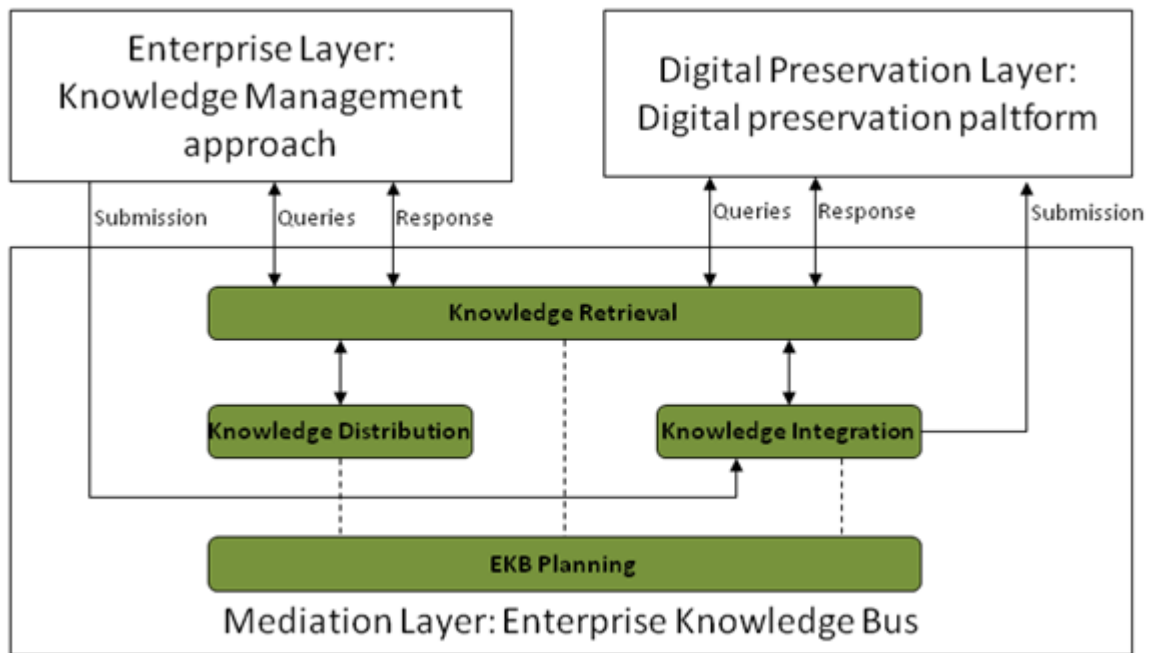 Enterprise Layer:
Knowledge Management
approach
Digital Preservation Layer:
Digital preservation paltform
Submission
Queries
Response
Queries
Response
Submission
Knowledge Retrieval
Knowledge Distribution
Knowledge Integration
EKB Planning
Mediation Layer: Enterprise Knowledge Bus